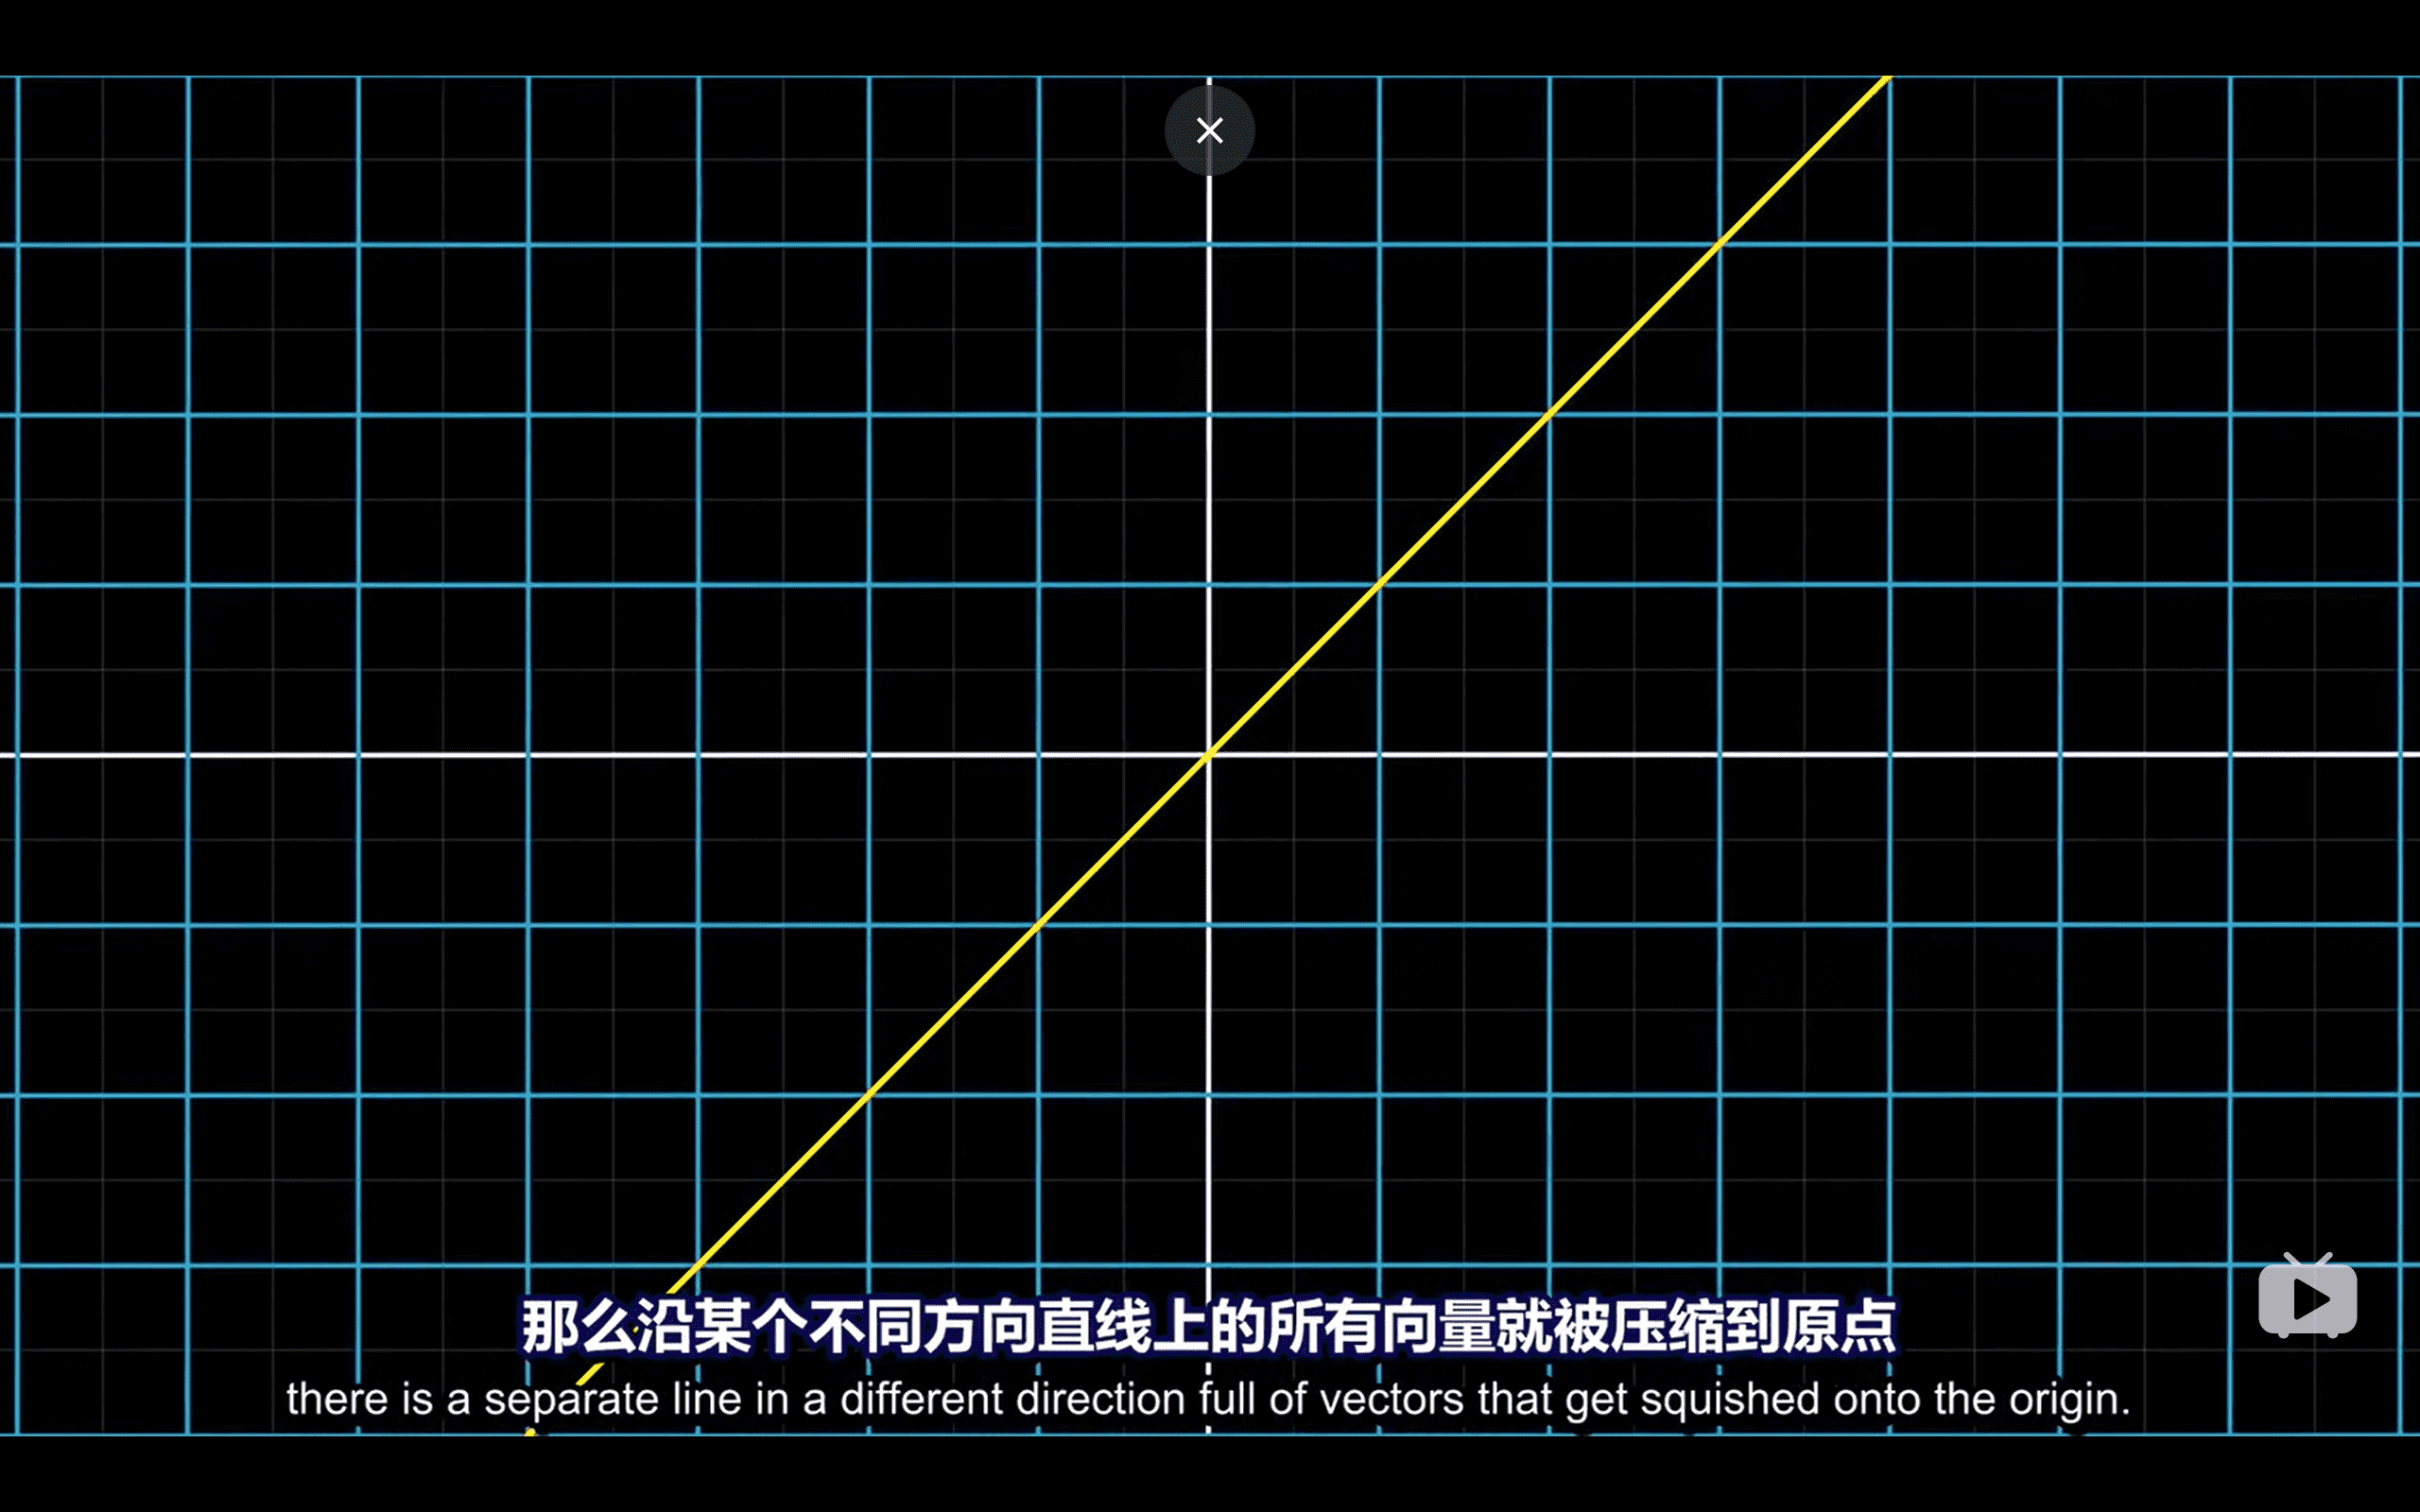 那么沿某个不同方向直线上的所有向量就被压缩到原点
there is a separate line in a different direction full of vectors that get squished onto the origin.